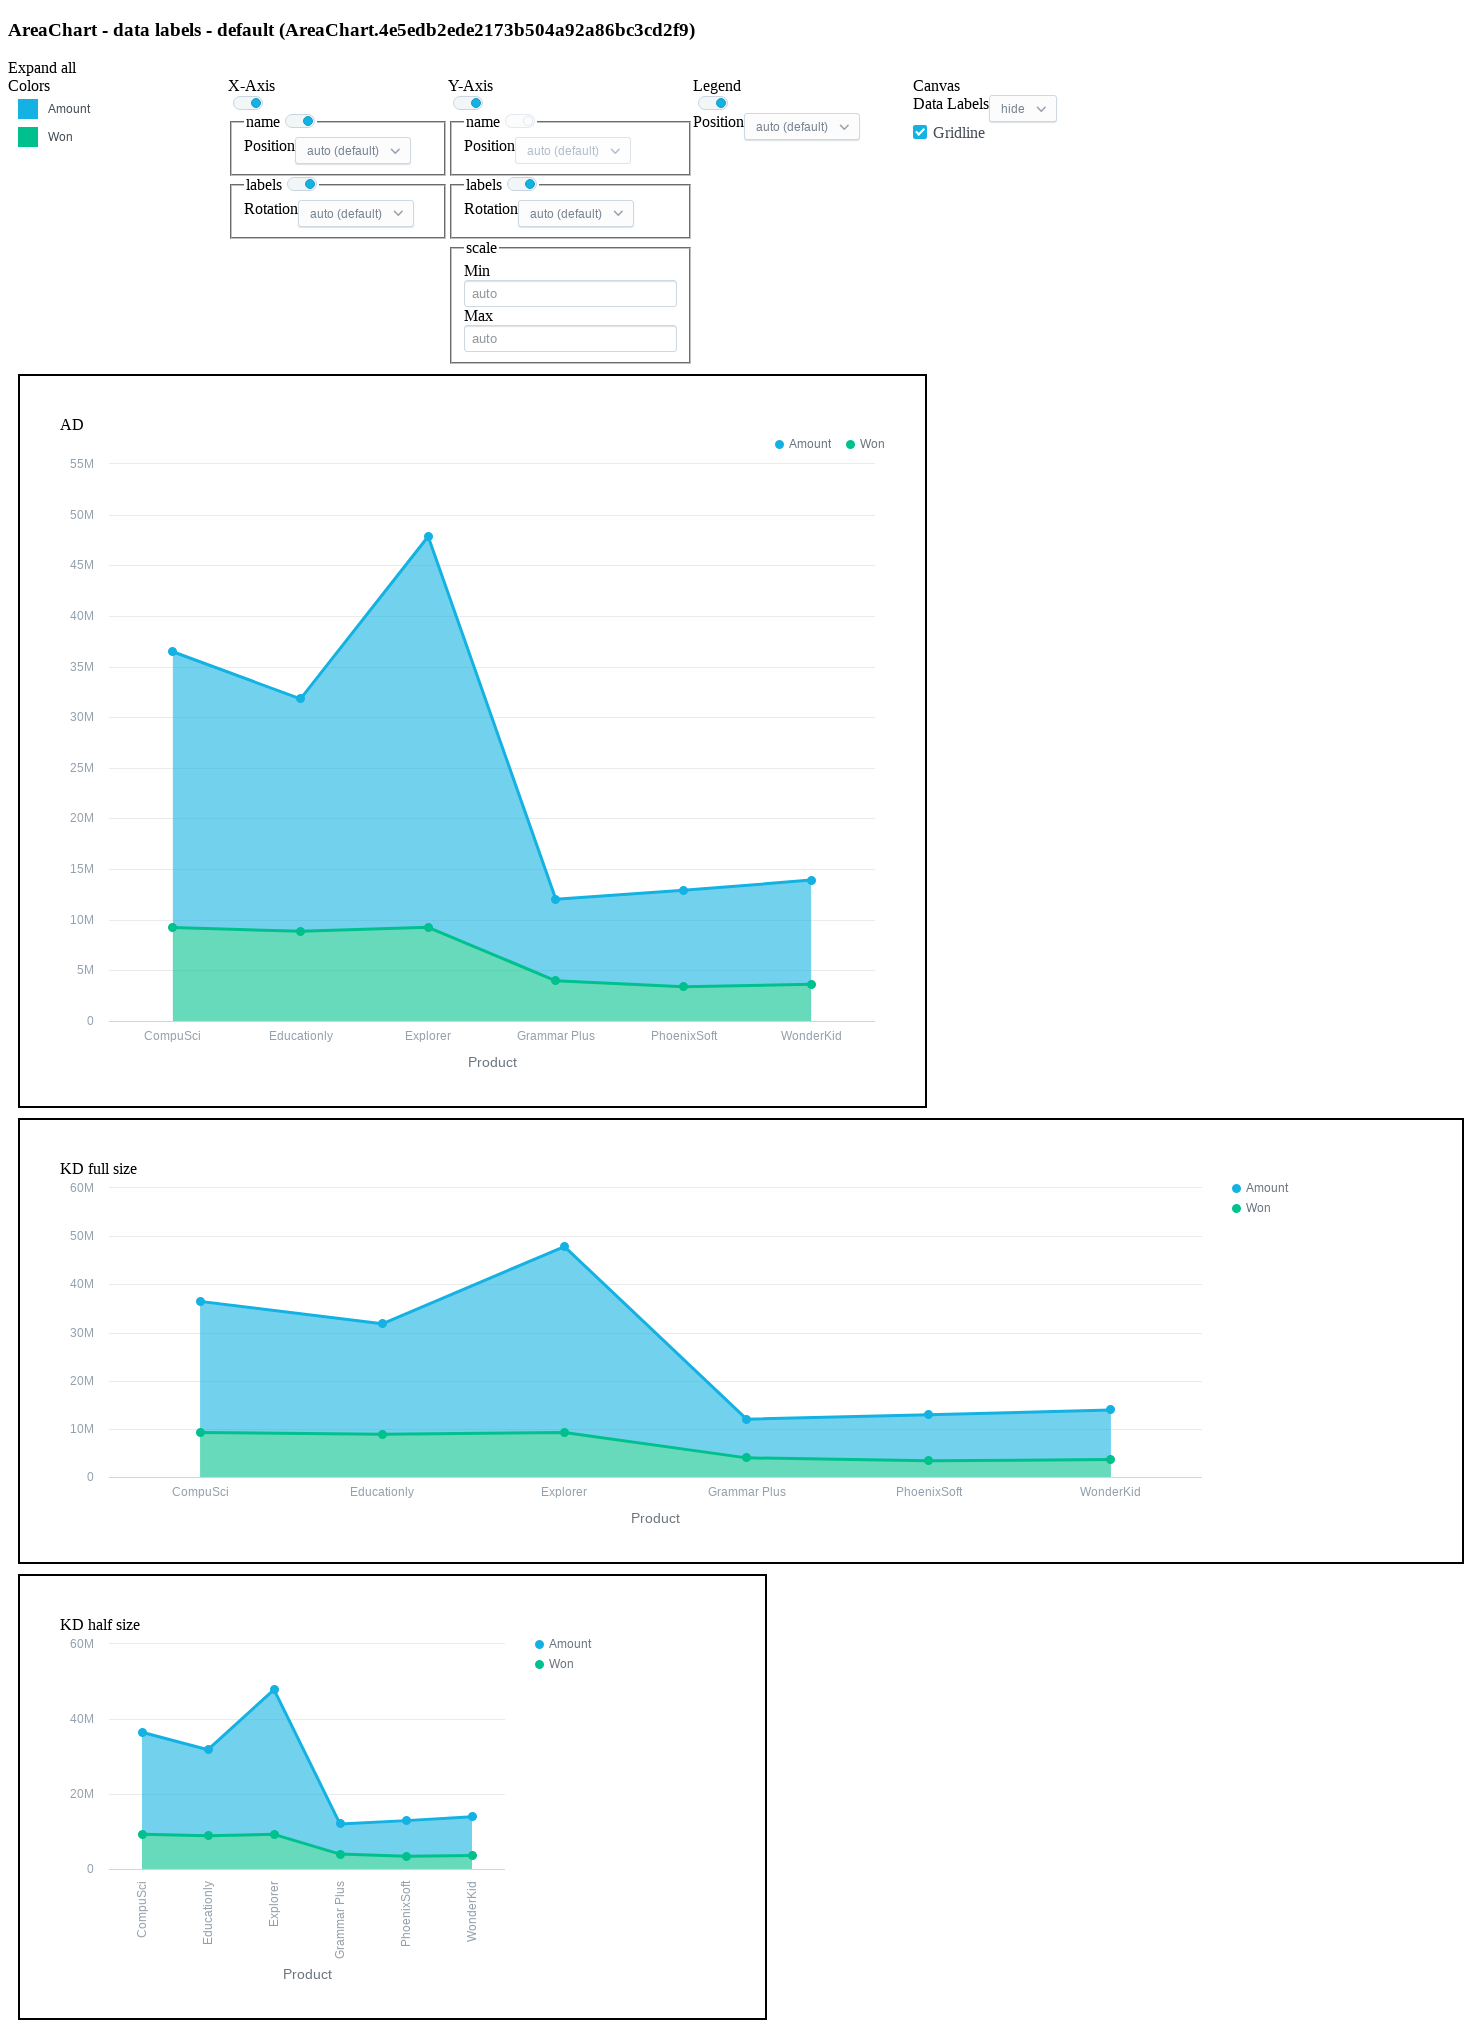 AreaChart - data labels - default (AreaChart.4e5edb2ede2173b504a92a86bc3cd2f9)
Expand all
Colors
Amount
Won
X-Axis
name
Position auto (default)
labels
Rotation auto (default)
Y-Axis
name
Position auto (default)
labels
Rotation auto (default)
scale
Min
auto
Max
auto
Legend
Position auto (default)
Canvas
Data Labels hide
Gridline
AD
Amount Won
55M
50M
45M
40M
35M
30M
25M
20M
15M
10M
5M
0
CompuSci Educationly Explorer Grammar Plus PhoenixSoft WonderKid
Product
KD full size
60M
50M
40M
30M
20M
10M
0
Amount
Won
CompuSci Educationly Explorer Grammar Plus PhoenixSoft WonderKid
Product
KD half size
60M
40M
20M
0
Amount
Won
CompuSci
Educationly
Explorer
Grammar Plus
PhoenixSoft
WonderKid
Product